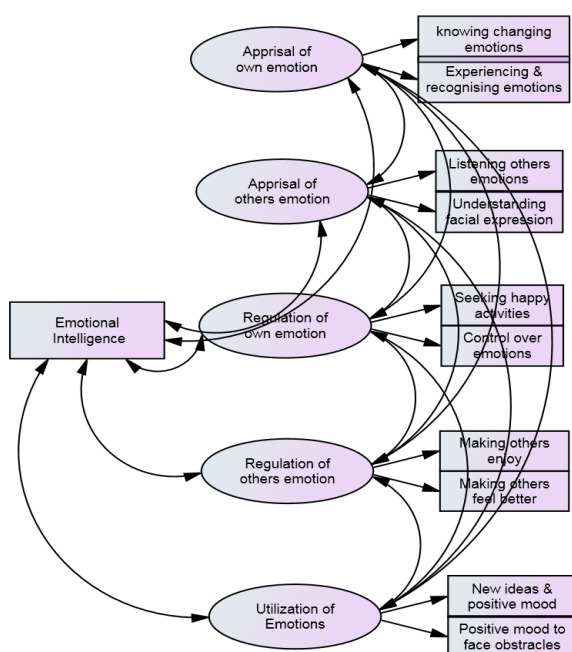 Apprisal of
own emotion
knowing changing
emotions
Experiencing &
recognising emotions
Apprisal of
others emotion
Listening others
emotions
Understanding
facial expression
Emotional
Intelligence
Regulation of
own emotion
Seeking happy
activities
Control over
emotions
Regulation of
others emotion
Making others
enjoy
Making others
feel better
Utilization of
Emotions
New ideas &
positive mood
Positive mood to
face obstracles